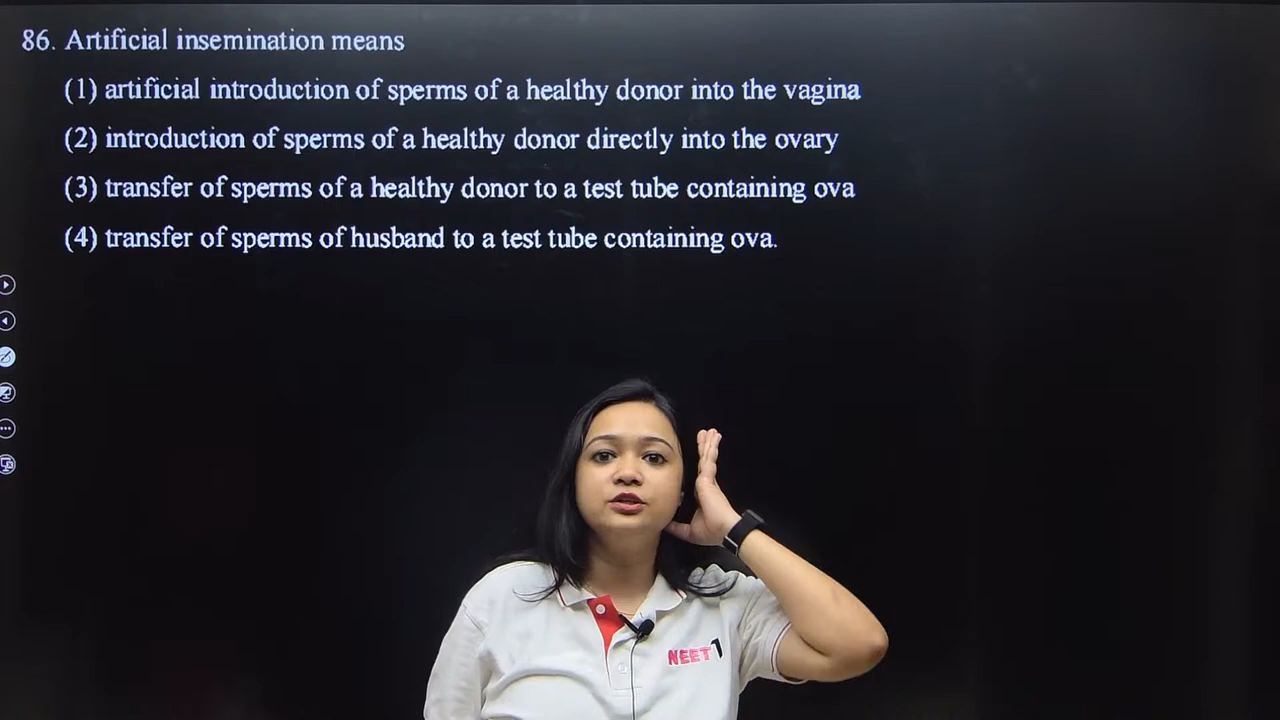 86. Artificial insemination means
(1) artificial introduction of sperms of a healthy donor into the vagina
(2) introduction of sperms of a healthy donor directly into the ovary
(3) transfer of sperms of a healthy donor to a test tube containing ova
(4) transfer of sperms of husband to a test tube containing ova.
NEET1